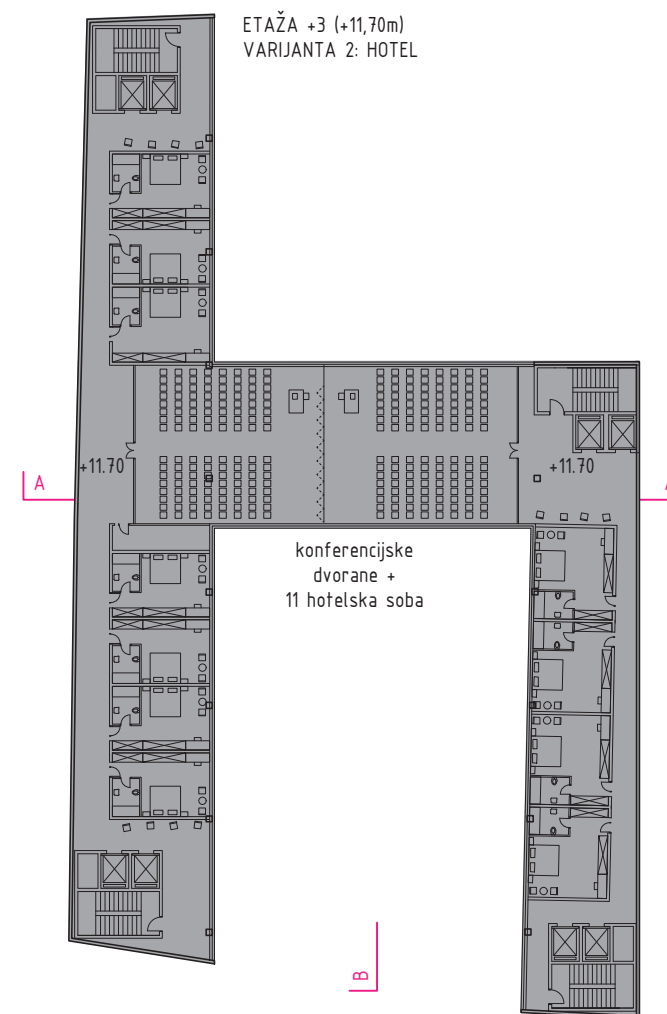 ETAŽA +3 (+11,70m)
VARIJANTA 2: HOTEL
+11.70
+11.70
A
konferencijske
dvorane +
11 hotelska soba
B